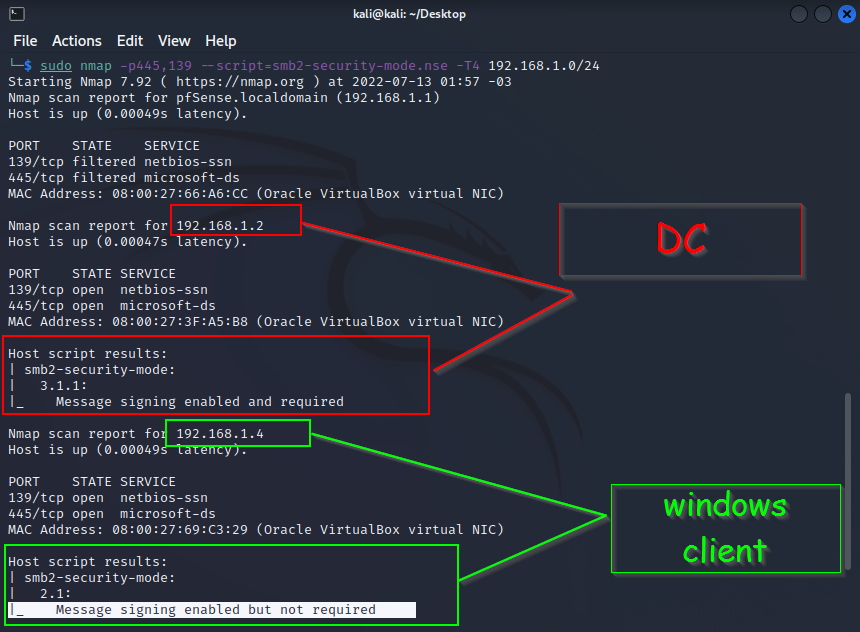 kali@kali: ~/Desktop
File Actions Edit View Help
└─$ sudo nmap -p445,139 --script=smb2-security-mode.nse -T4 192.168.1.0/24
Starting Nmap 7.92 ( https://nmap.org ) at 2022-07-13 01:57 -03
Nmap scan report for pfSense.localdomain (192.168.1.1)
Host is up (0.00049s latency).
PORT    STATE    SERVICE
139/tcp filtered netbios-ssn
445/tcp filtered microsoft-ds
MAC Address: 08:00:27:66:A6:CC (Oracle VirtualBox virtual NIC)
Nmap scan report for 192.168.1.2
Host is up (0.00047s latency).
DC
PORT    STATE SERVICE
139/tcp open  netbios-ssn
445/tcp open  microsoft-ds
MAC Address: 08:00:27:3F:A5:B8 (Oracle VirtualBox virtual NIC)
Host script results:
| smb2-security-mode:
|   3.1.1:
|_    Message signing enabled and required
Nmap scan report for 192.168.1.4
Host is up (0.00049s latency).
PORT    STATE SERVICE
139/tcp open  netbios-ssn
445/tcp open  microsoft-ds
MAC Address: 08:00:27:69:C3:29 (Oracle VirtualBox virtual NIC)
windows
client
Host script results:
| smb2-security-mode:
|   2.1:
|_    Message signing enabled but not required